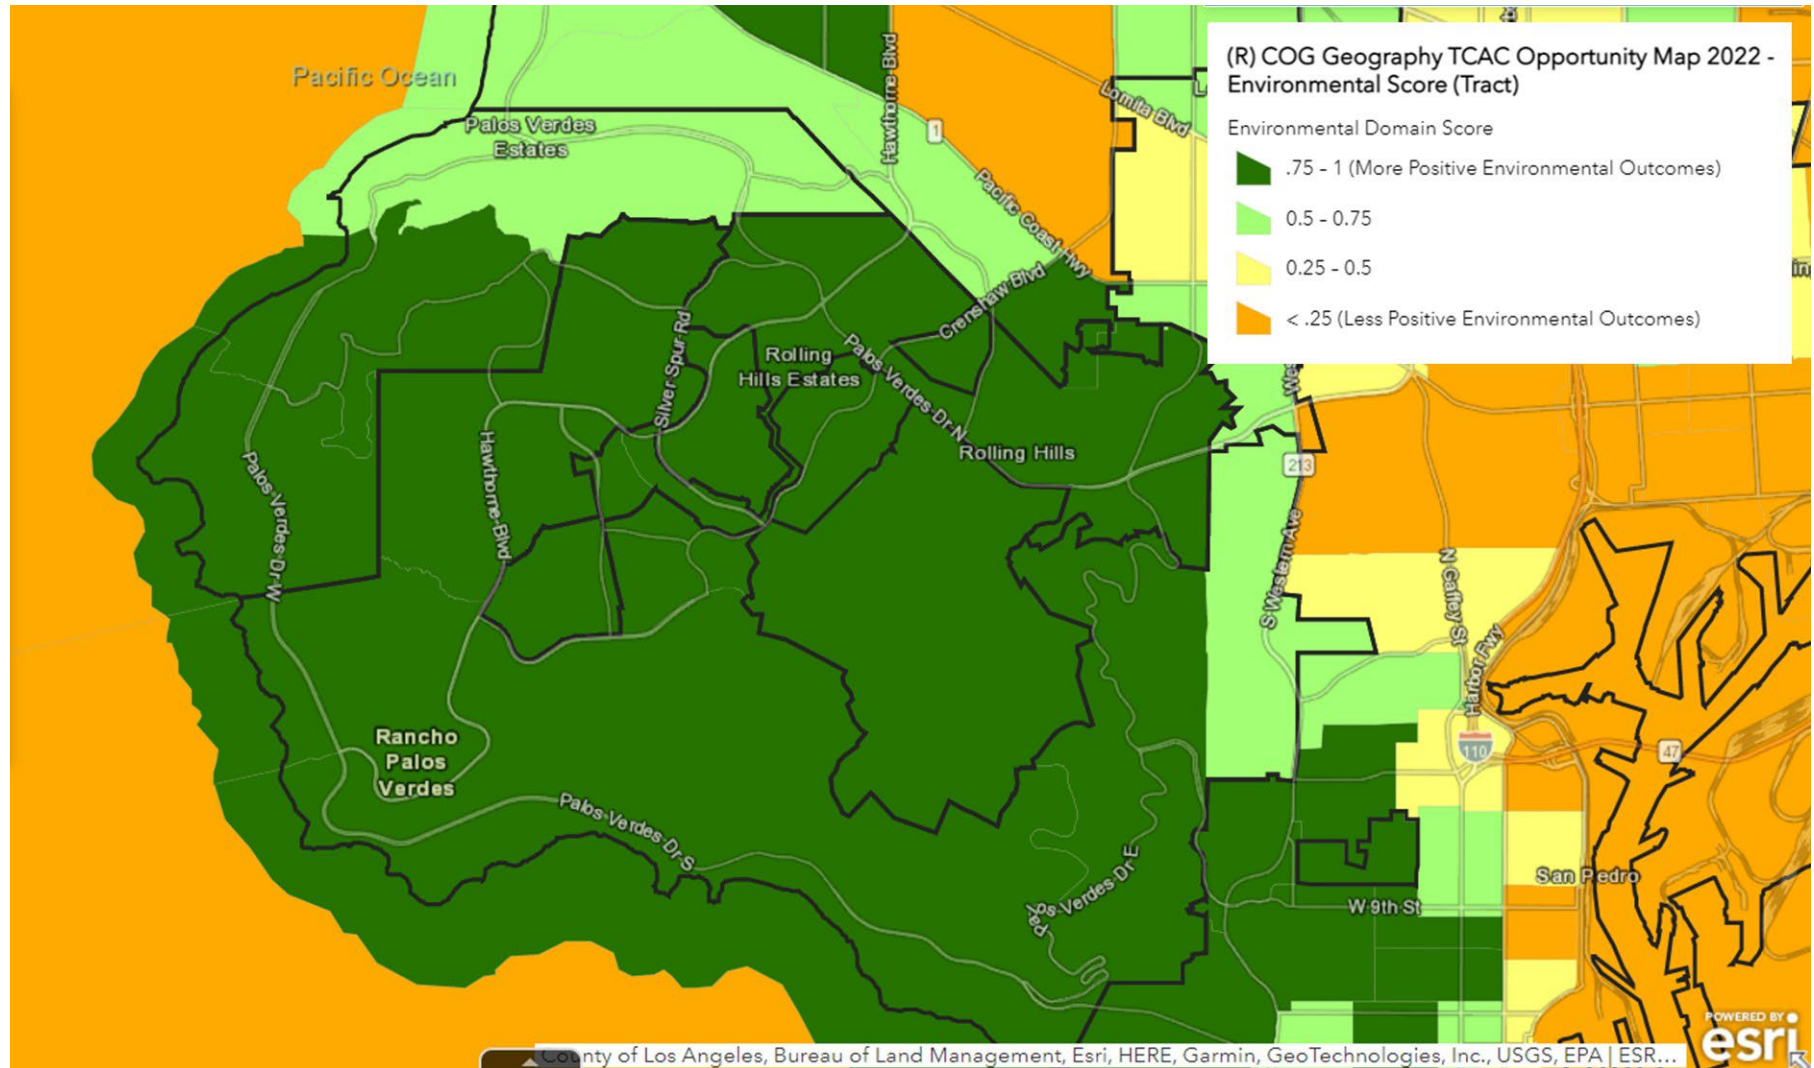 (R) COG Geography TCAC Opportunity Map 2022 -
Environmental Score (Tract)
Environmental Domain Score
.75 - 1 (More Positive Environmental Outcomes)
0.5 - 0.75
0.25 - 0.5
< .25 (Less Positive Environmental Outcomes)
Pacific Ocean
Palos Verdes
Estates
Hawthorne Blvd
1
Lomita Blvd
Pacific Coast Hwy
Crenshaw Blvd
Silver Spur Rd
Rolling
Hills Estates
Palos Verdes Dr N
Rolling Hills
Palos Verdes Dr W
Hawthorne Blvd
213
S Western Ave
N Gaffey St
Harbor Fwy
110
47
Rancho
Palos
Verdes
Palos Verdes Dr S
Palos Verdes Dr E
San Pedro
W 9th St
POWERED BY
esri
County of Los Angeles, Bureau of Land Management, Esri, HERE, Garmin, GeoTechnologies, Inc., USGS, EPA | ESR...